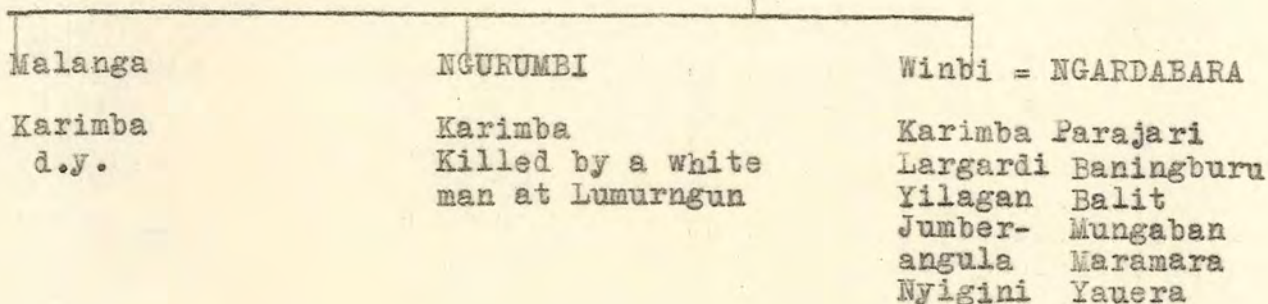 Malanga NGURUMBI Winbi = NGARDABARA
Karimba Karimba Karimba Parajari
d.y. Killed by a white Largardi Baningburu
man at Lumurngun Yilagan Balit
Jumber- Mungaban
angula Maramara
Nyigini Yauera